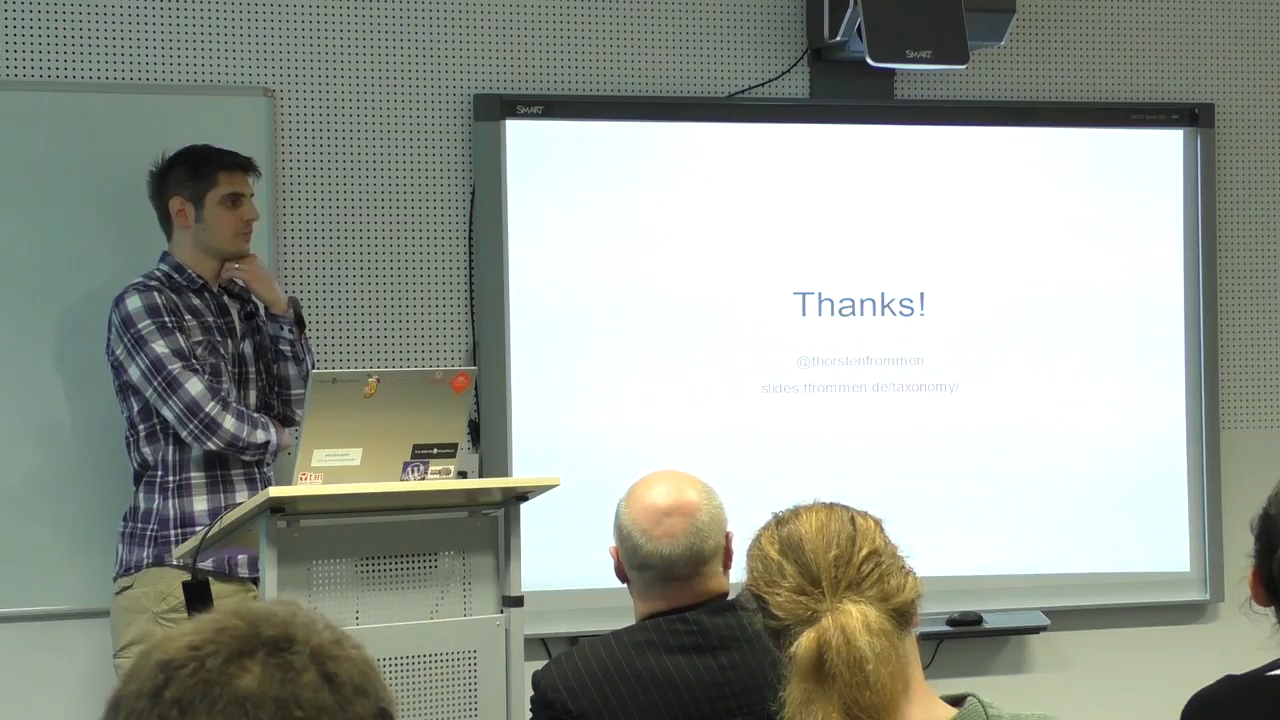 SMART
SMART
Thanks!
@thorstenfrommen
slides.tfrommen.de/taxonomy/